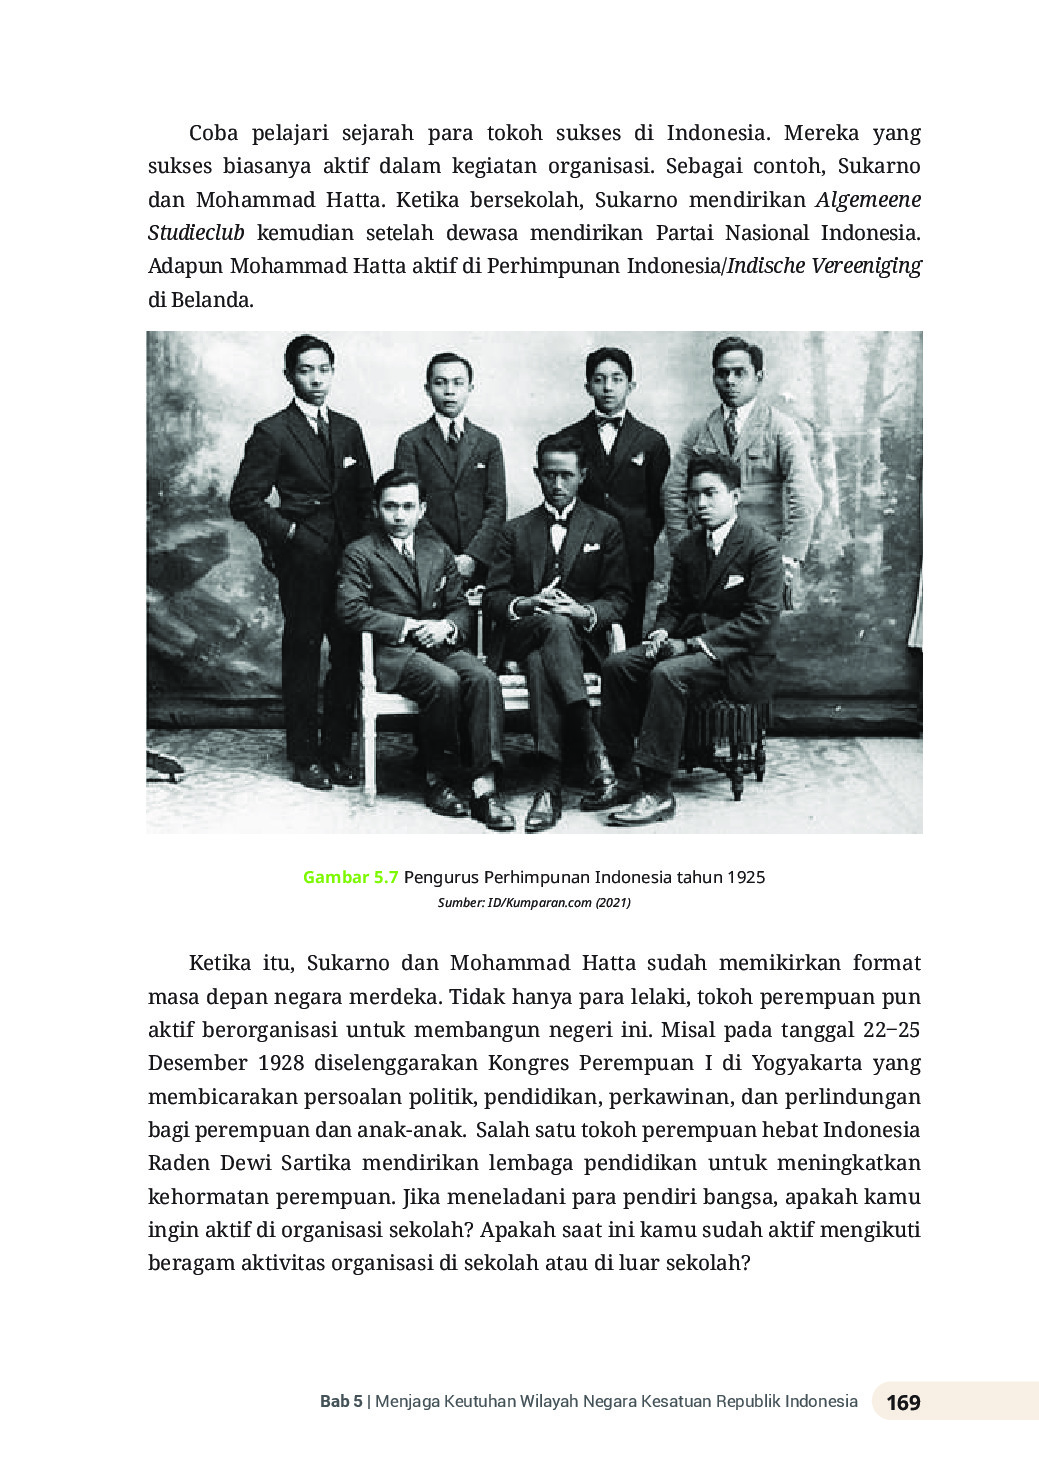 Coba pelajari sejarah para tokoh sukses di Indonesia. Mereka yang
sukses biasanya aktif dalam kegiatan organisasi. Sebagai contoh, Sukarno
dan Mohammad Hatta. Ketika bersekolah, Sukarno mendirikan Algemeene
Studieclub kemudian setelah dewasa mendirikan Partai Nasional Indonesia.
Adapun Mohammad Hatta aktif di Perhimpunan Indonesia/Indische Vereeniging
di Belanda.
Gambar 5.7 Pengurus Perhimpunan Indonesia tahun 1925
Sumber: ID/Kumparan.com (2021)
Ketika itu, Sukarno dan Mohammad Hatta sudah memikirkan format
masa depan negara merdeka. Tidak hanya para lelaki, tokoh perempuan pun
aktif berorganisasi untuk membangun negeri ini. Misal pada tanggal 22–25
Desember 1928 diselenggarakan Kongres Perempuan I di Yogyakarta yang
membicarakan persoalan politik, pendidikan, perkawinan, dan perlindungan
bagi perempuan dan anak-anak. Salah satu tokoh perempuan hebat Indonesia
Raden Dewi Sartika mendirikan lembaga pendidikan untuk meningkatkan
kehormatan perempuan. Jika meneladani para pendiri bangsa, apakah kamu
ingin aktif di organisasi sekolah? Apakah saat ini kamu sudah aktif mengikuti
beragam aktivitas organisasi di sekolah atau di luar sekolah?
Bab 5 | Menjaga Keutuhan Wilayah Negara Kesatuan Republik Indonesia 169